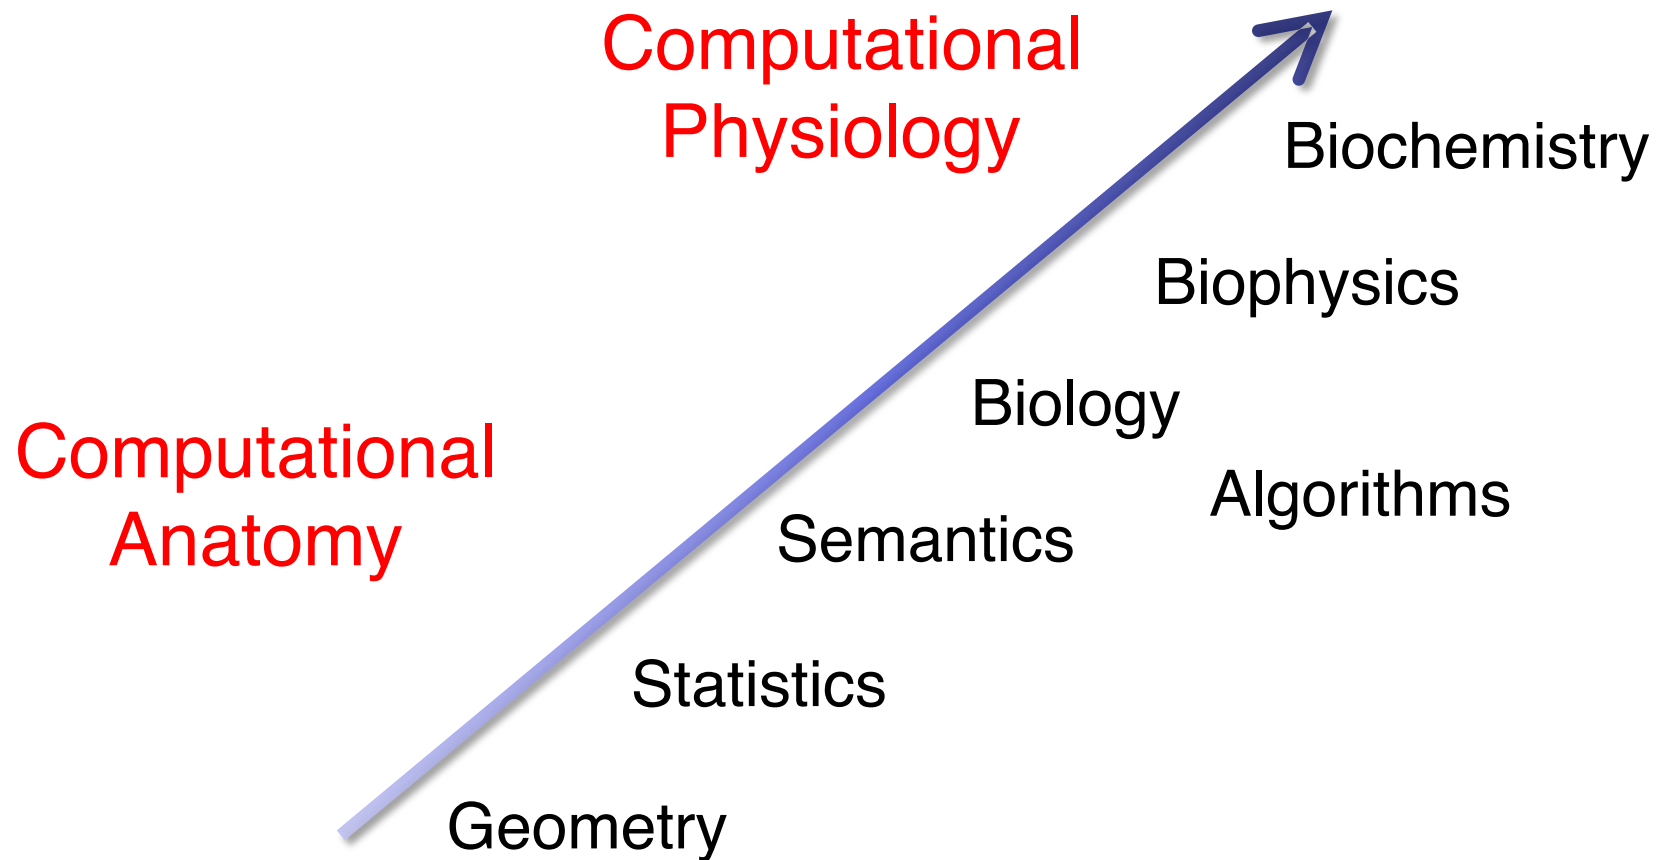 Computational
Physiology
Biochemistry
Biophysics
Biology
Computational
Anatomy
Algorithms
Semantics
Statistics
Geometry